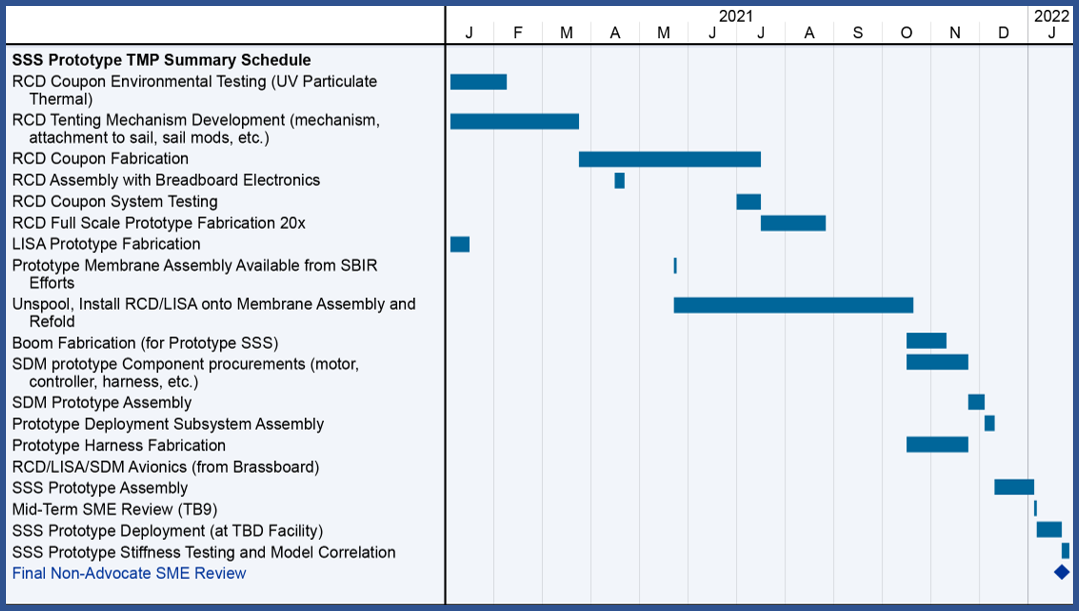 2021 2022
J F M A M J J A S O N D J
SSS Prototype TMP Summary Schedule
RCD Coupon Environmental Testing (UV Particulate
Thermal)
RCD Tenting Mechanism Development (mechanism,
attachment to sail, sail mods, etc.)
RCD Coupon Fabrication
RCD Assembly with Breadboard Electronics
RCD Coupon System Testing
RCD Full Scale Prototype Fabrication 20x
LISA Prototype Fabrication
Prototype Membrane Assembly Available from SBIR
Efforts
Unspool, Install RCD/LISA onto Membrane Assembly and
Refold
Boom Fabrication (for Prototype SSS)
SDM prototype Component procurements (motor,
controller, harness, etc.)
SDM Prototype Assembly
Prototype Deployment Subsystem Assembly
Prototype Harness Fabrication
RCD/LISA/SDM Avionics (from Brassboard)
SSS Prototype Assembly
Mid-Term SME Review (TB9)
SSS Prototype Deployment (at TBD Facility)
SSS Prototype Stiffness Testing and Model Correlation
Final Non-Advocate SME Review